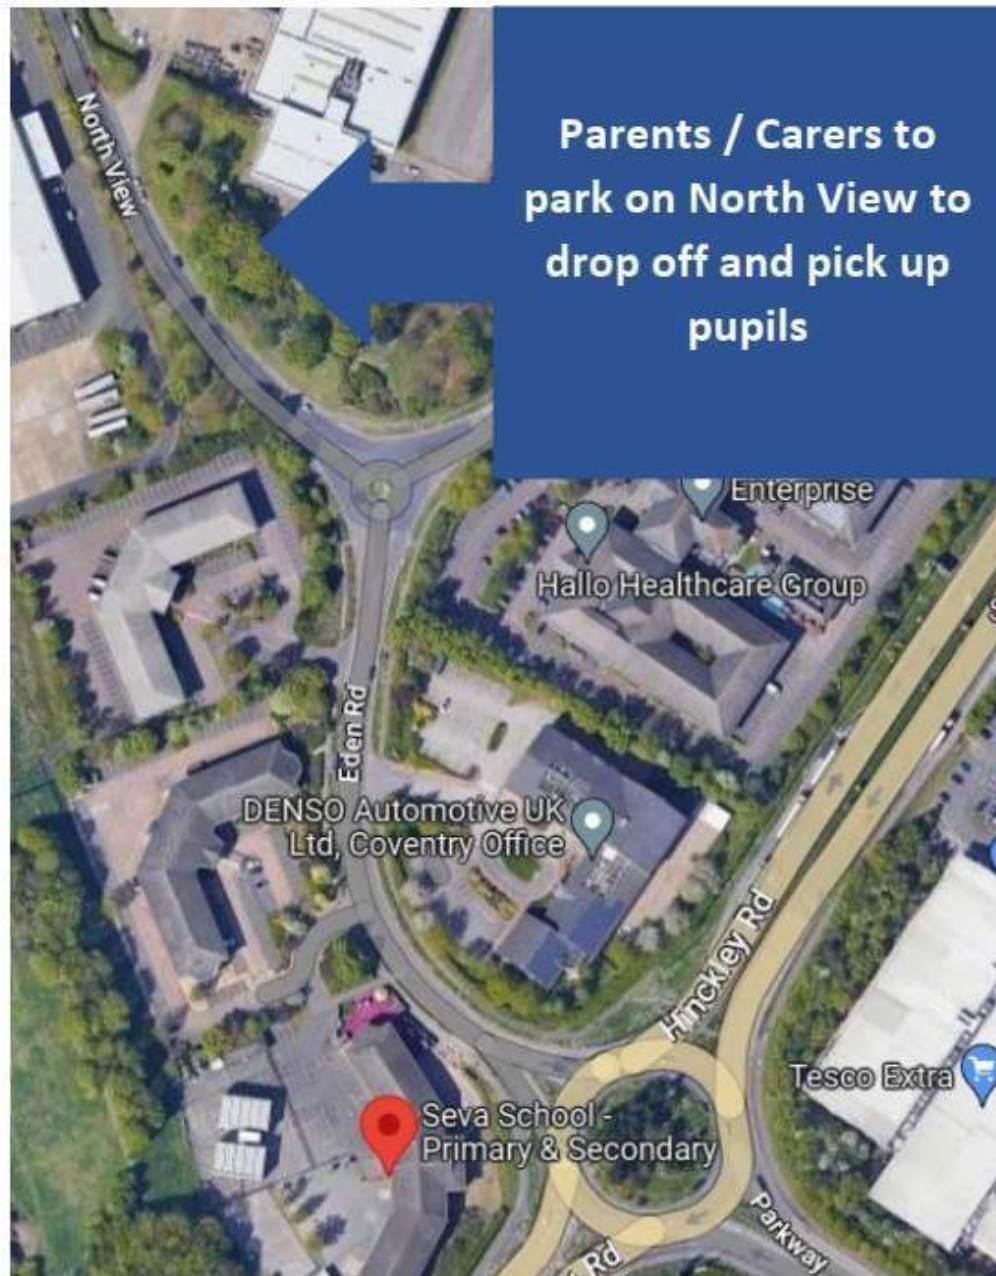 Parents / Carers to
park on North View to
drop off and pick up
pupils
North View
Enterprise
Hallo Healthcare Group
Eden Rd
DENSO Automotive UK
Ltd, Coventry Office
Hinckley Rd
Tesco Extra
Seva School -
Primary & Secondary
Parkway
Rd